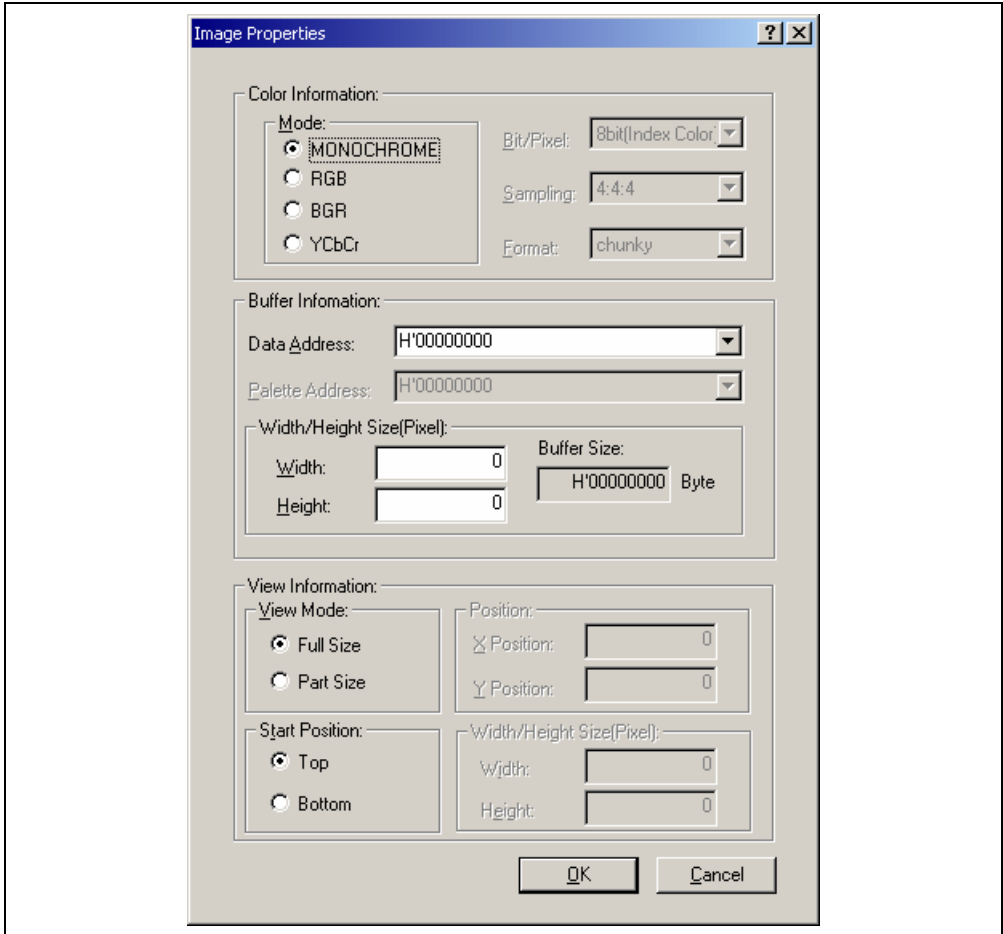 Image Properties
Color Information:
Mode:
MONOCHROME
RGB
BGR
YCbCr
Bit/Pixel: 8bit(Index Color)
Sampling: 4:4:4
Format: chunky
Buffer Infomation:
Data Address: H'00000000
Palette Address: H'00000000
Width/Height Size(Pixel):
Width: 0
Height: 0
Buffer Size:
H'00000000 Byte
View Information:
View Mode:
Full Size
Part Size
Position:
X Position: 0
Y Position: 0
Start Position:
Top
Bottom
Width/Height Size(Pixel):
Width: 0
Height: 0
OK Cancel